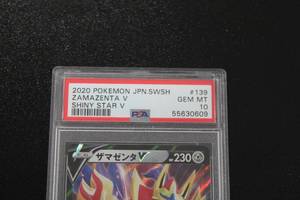 2020 POKEMON JPN.SWSH #139
ZAMAZENTA V GEM MT
SHINY STAR V 10
PSA 55630609
ザマゼンタV HP230